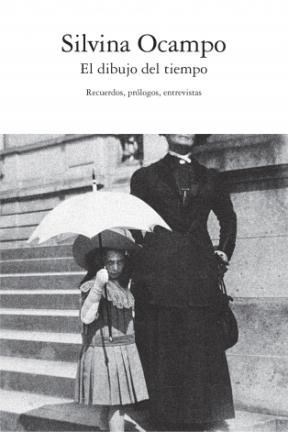 Silvina Ocampo
El dibujo del tiempo
Recuerdos, prólogos, entrevistas